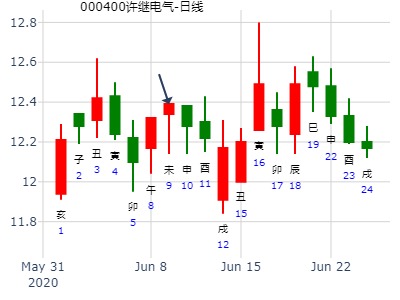 000400许继电气-日线
12.8
12.6
12.4
12.2
12
11.8
亥
1
子
2
丑
3
寅
4
卯
5
午
8
未
9
申
10
酉
11
戌
12
丑
15
寅
16
卯
17
辰
18
巳
19
申
22
酉
23
戌
24
May 31
2020
Jun 8
Jun 15
Jun 22